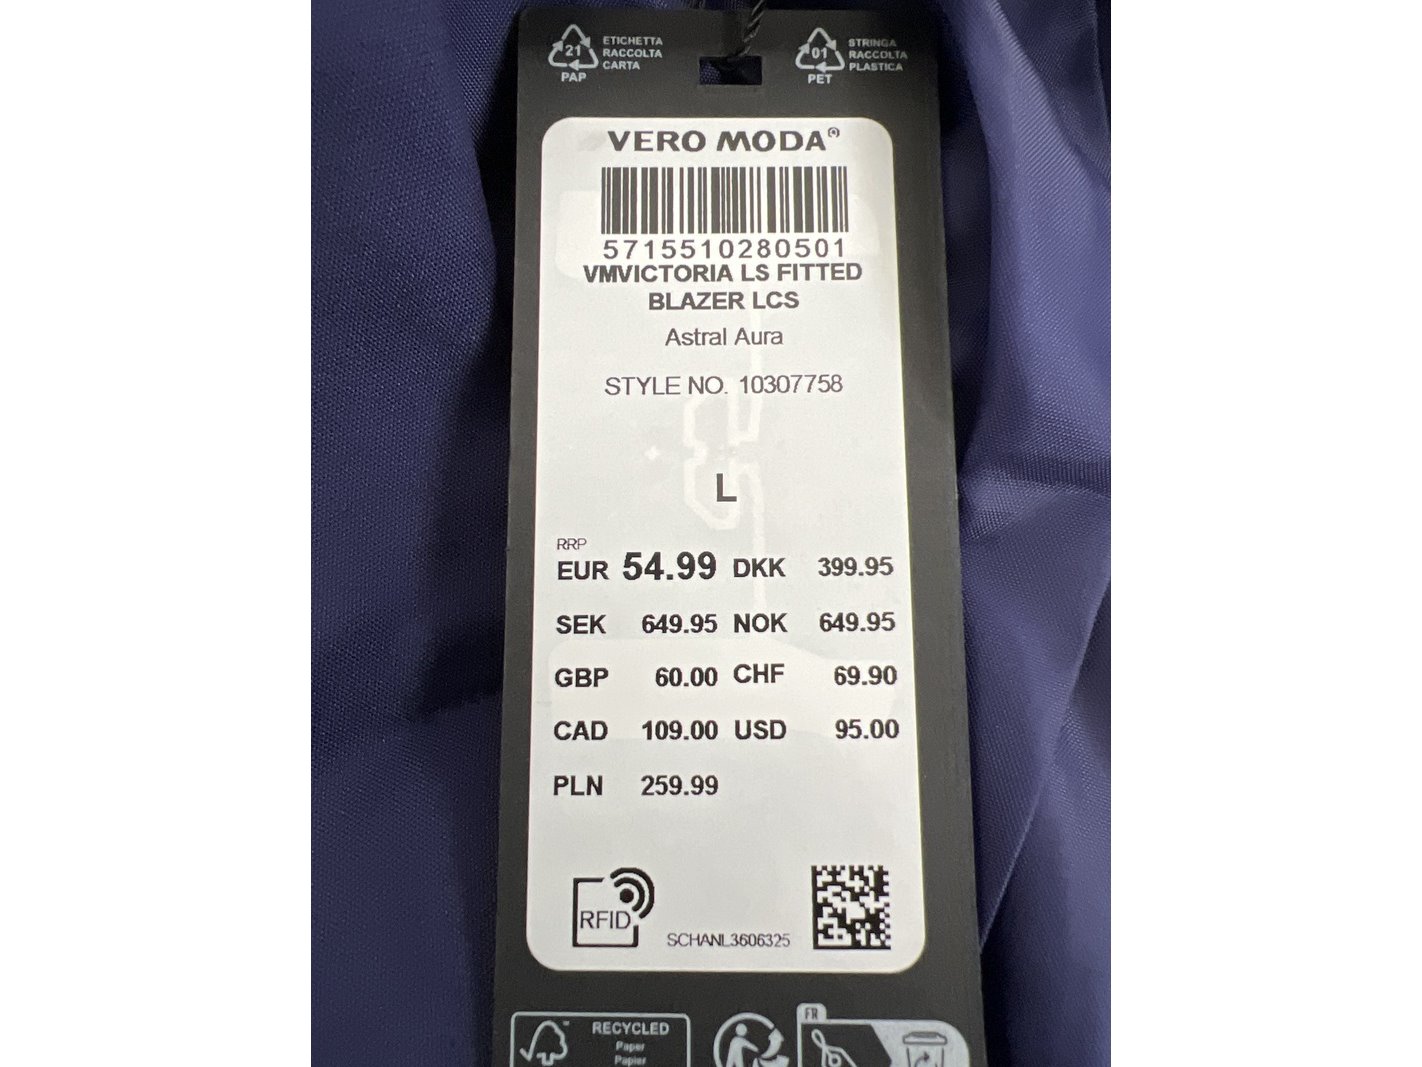 21
PAP
ETICHETTA
RACCOLTA
CARTA
01
PET
STRINGA
RACCOLTA
PLASTICA
VERO MODA®
5715510280501
VMVICTORIA LS FITTED
BLAZER LCS
Astral Aura
STYLE NO. 10307758
L
RRP
EUR 54.99 DKK 399.95
SEK 649.95 NOK 649.95
GBP 60.00 CHF 69.90
CAD 109.00 USD 95.00
PLN 259.99
RFID
SCHANL3606325
RECYCLED
Paper
Papier
FR